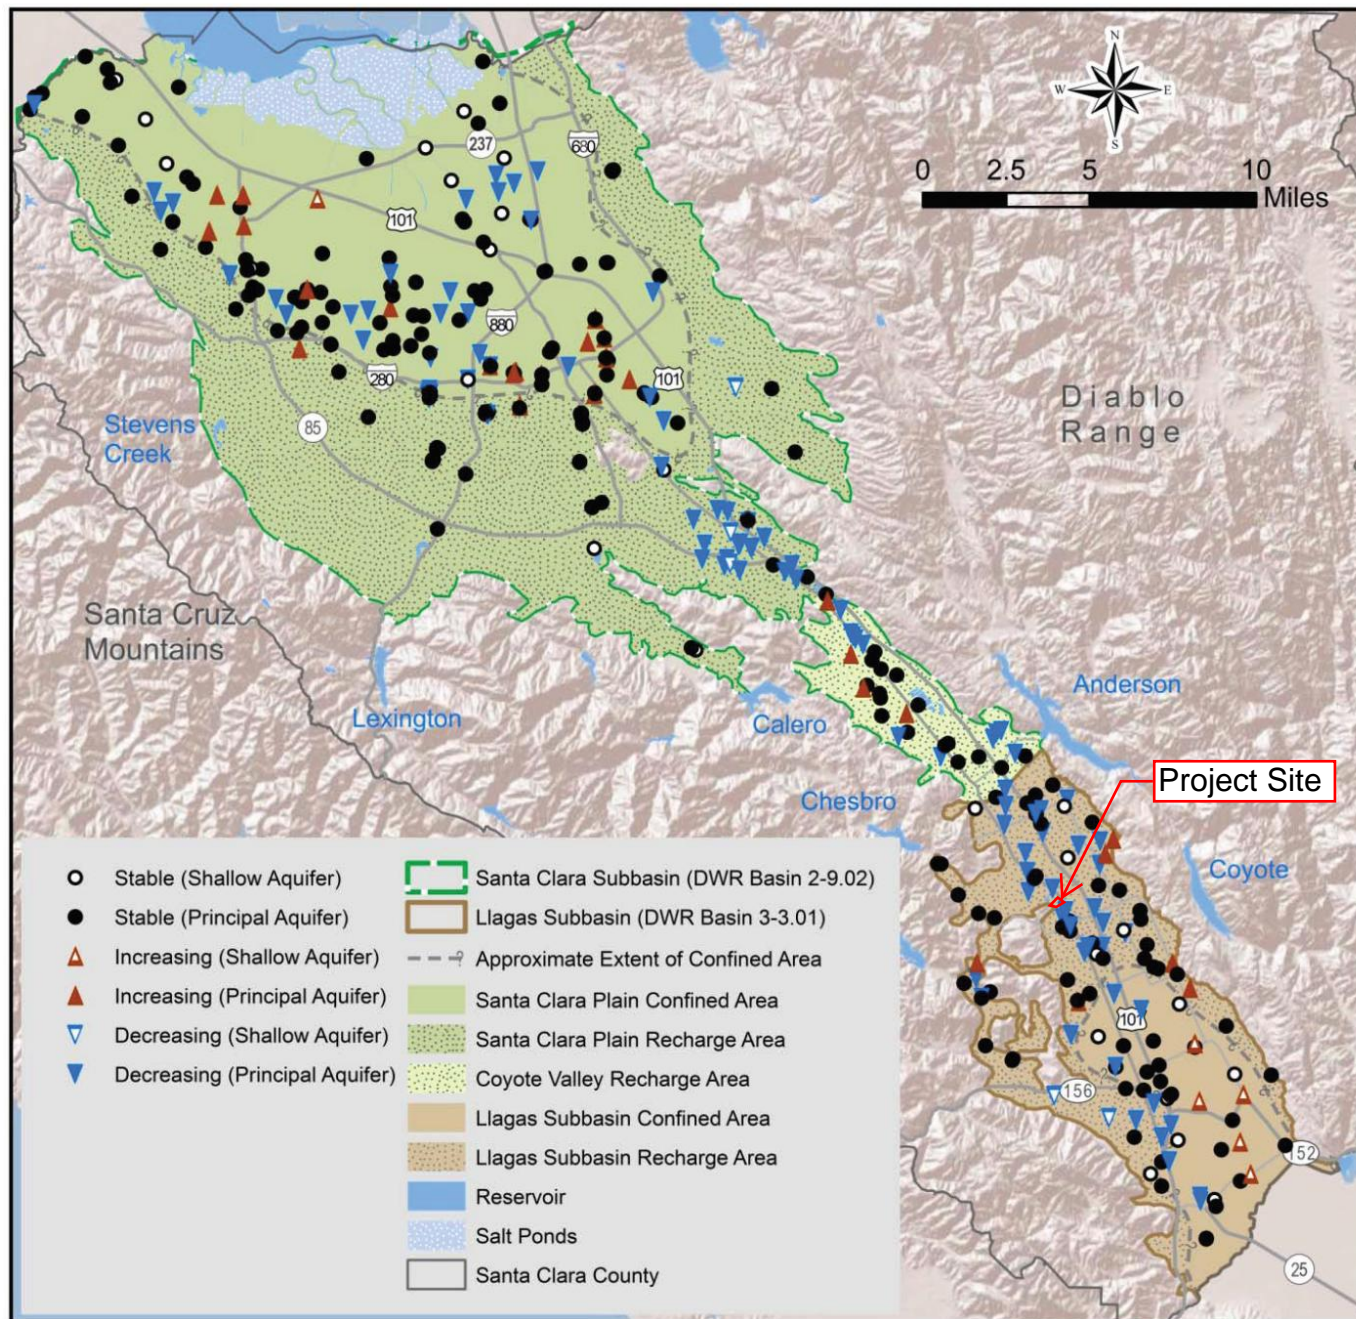 N
W E
S
0 2.5 5 10
Miles
237
680
101
880
280
101
85
Stevens
Creek
Diablo
Range
Santa Cruz
Mountains
Lexington
Calero
Anderson
Chesbro
Project Site
Coyote
101
156
152
25
Stable (Shallow Aquifer)
Stable (Principal Aquifer)
Increasing (Shallow Aquifer)
Increasing (Principal Aquifer)
Decreasing (Shallow Aquifer)
Decreasing (Principal Aquifer)
Santa Clara Subbasin (DWR Basin 2-9.02)
Llagas Subbasin (DWR Basin 3-3.01)
? Approximate Extent of Confined Area
Santa Clara Plain Confined Area
Santa Clara Plain Recharge Area
Coyote Valley Recharge Area
Llagas Subbasin Confined Area
Llagas Subbasin Recharge Area
Reservoir
Salt Ponds
Santa Clara County